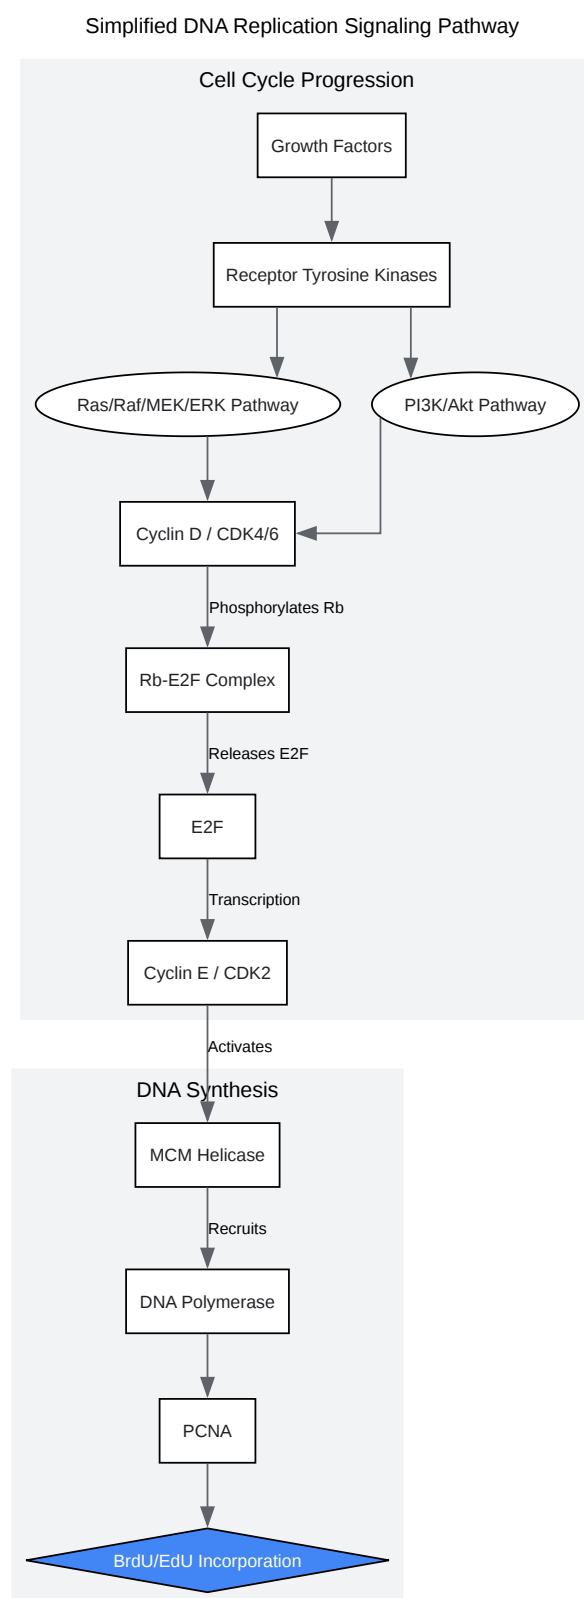 Simplified DNA Replication Signaling Pathway
Cell Cycle Progression
Growth Factors
Receptor Tyrosine Kinases
Ras/Raf/MEK/ERK Pathway
PI3K/Akt Pathway
Cyclin D / CDK4/6
Phosphorylates Rb
Rb-E2F Complex
Releases E2F
E2F
Transcription
Cyclin E / CDK2
Activates
DNA Synthesis
MCM Helicase
Recruits
DNA Polymerase
PCNA
BrdU/EdU Incorporation